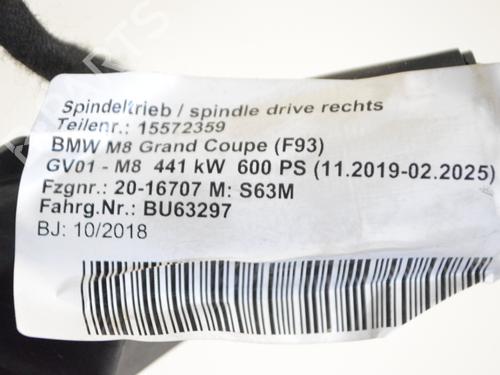 Spindeltrieb / spindle drive rechts
Teilenr.: 15572359
BMW M8 Grand Coupe (F93)
GV01 - M8 441 kW 600 PS (11.2019-02.2025)
Fzgnr.: 20-16707 M: S63M
Fahrg.Nr.: BU63297
BJ: 10/2018